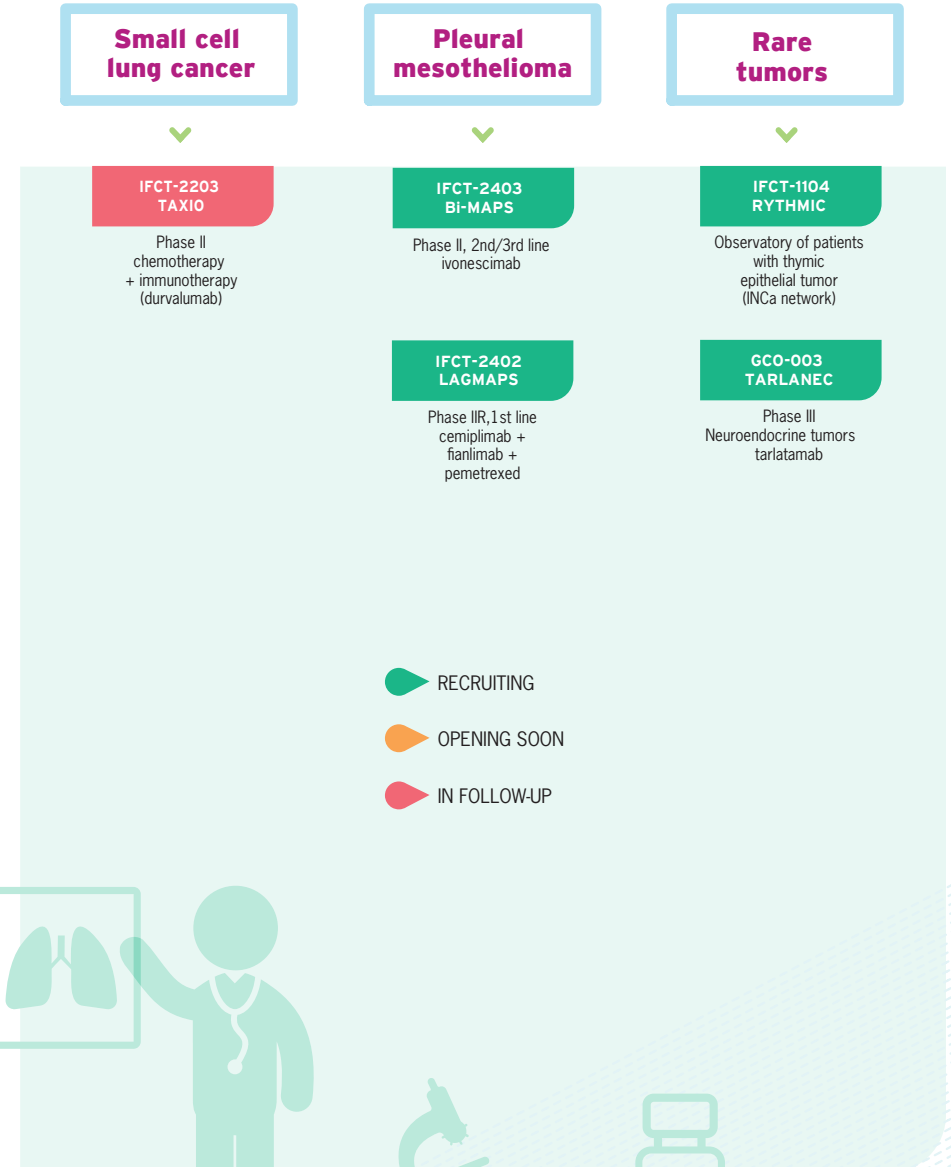 Small cell
lung cancer
Pleural
mesothelioma
Rare
tumors
IFCT-2203
TAXIO
Phase II
chemotherapy
+ immunotherapy
(durvalumab)
IFCT-2403
Bi-MAPS
Phase II, 2nd/3rd line
ivonescimab
IFCT-2402
LAGMAPS
Phase IIR,1st line
cemiplimab +
fianlimab +
pemetrexed
IFCT-1104
RYTHMIC
Observatory of patients
with thymic
epithelial tumor
(INCa network)
GCO-003
TARLANEC
Phase III
Neuroendocrine tumors
tarlatamab
RECRUITING
OPENING SOON
IN FOLLOW-UP